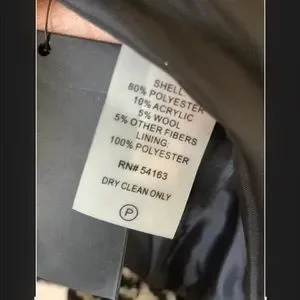 SHELL:
80% POLYESTER
10% ACRYLIC
5% WOOL
5% OTHER FIBERS
LINING:
100% POLYESTER
RN# 54163
DRY CLEAN ONLY
P